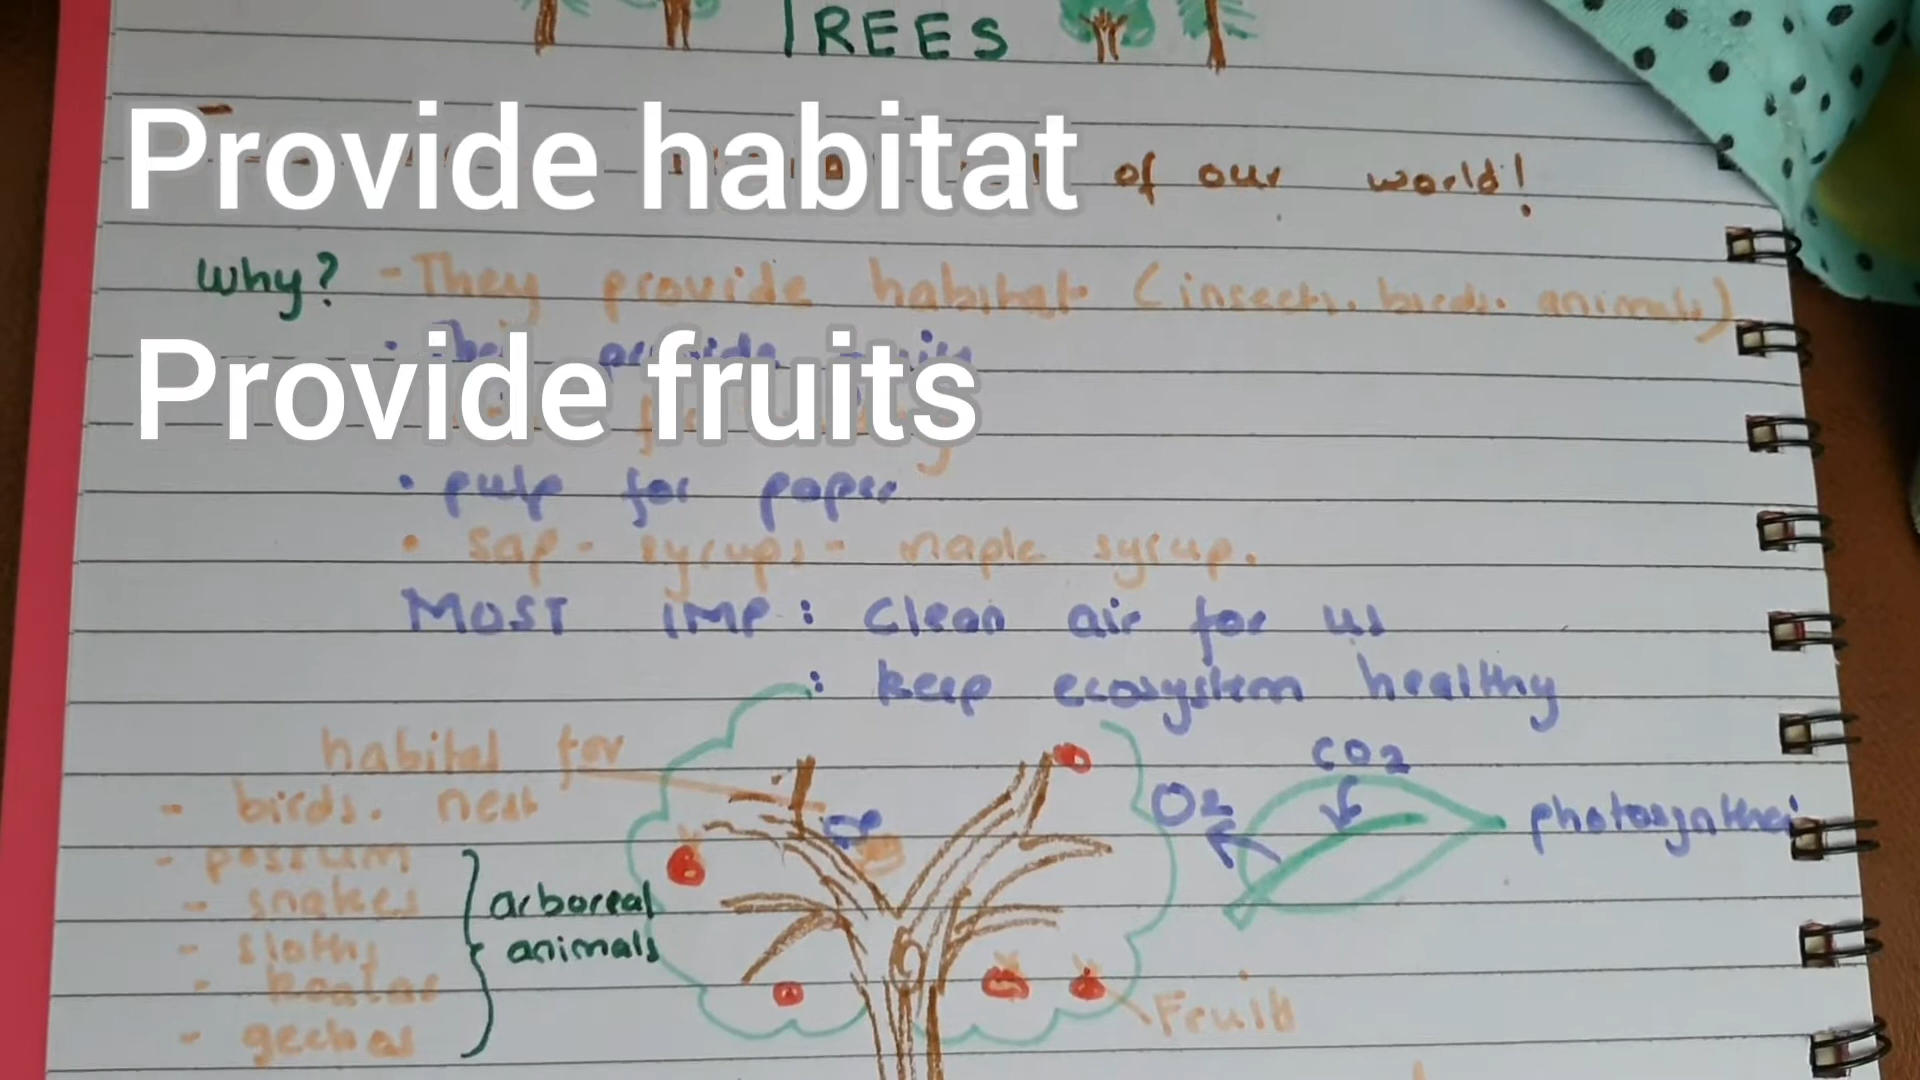 TREES
Provide habitat
of our world!
Why? - They provide habitat (insects. birds. animals)
Provide fruits
• pulp for paper
• sap - syrups - maple syrup.
MOST IMP : Clean air for us
: keep ecosystem healthy
habitat for
- birds. nest
- possum
- snakes
- sloths
- koalas
- geckos
arboreal
animals
CO2
O2
Fruits